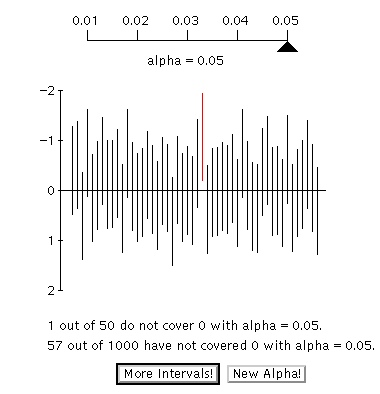 0.01 0.02 0.03 0.04 0.05
alpha = 0.05
−2
−1
0
1
2
1 out of 50 do not cover 0 with alpha = 0.05.
57 out of 1000 have not covered 0 with alpha = 0.05.
More Intervals! New Alpha!